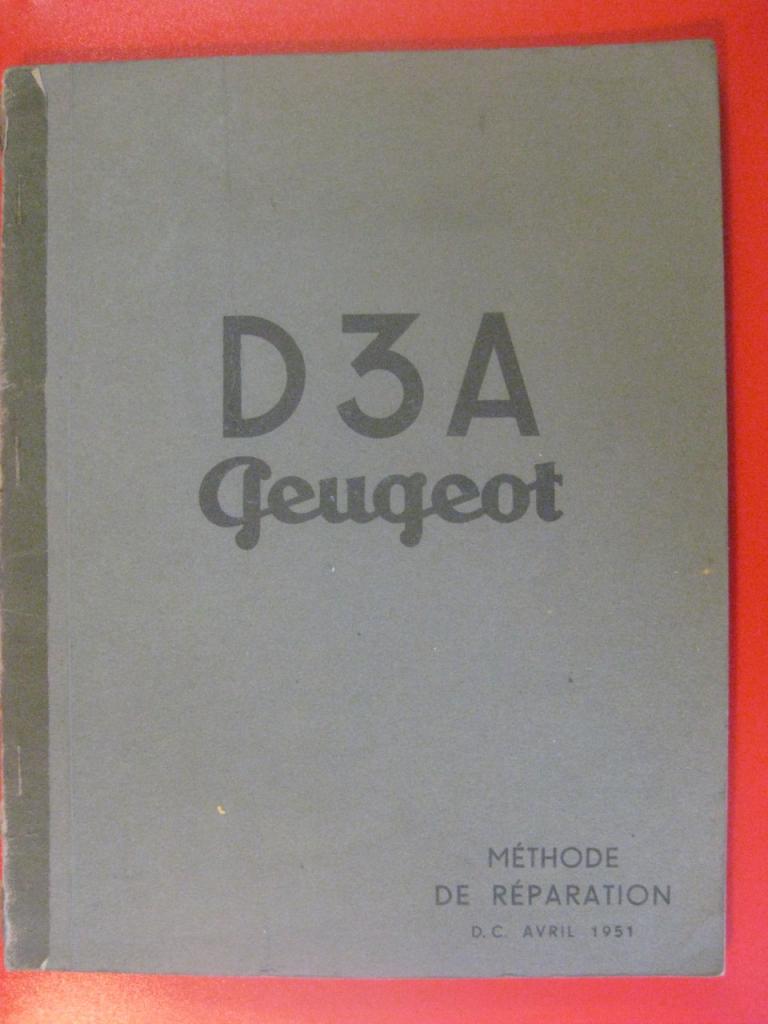 D3A
Peugeot
MÉTHODE
DE RÉPARATION
D.C. AVRIL 1951